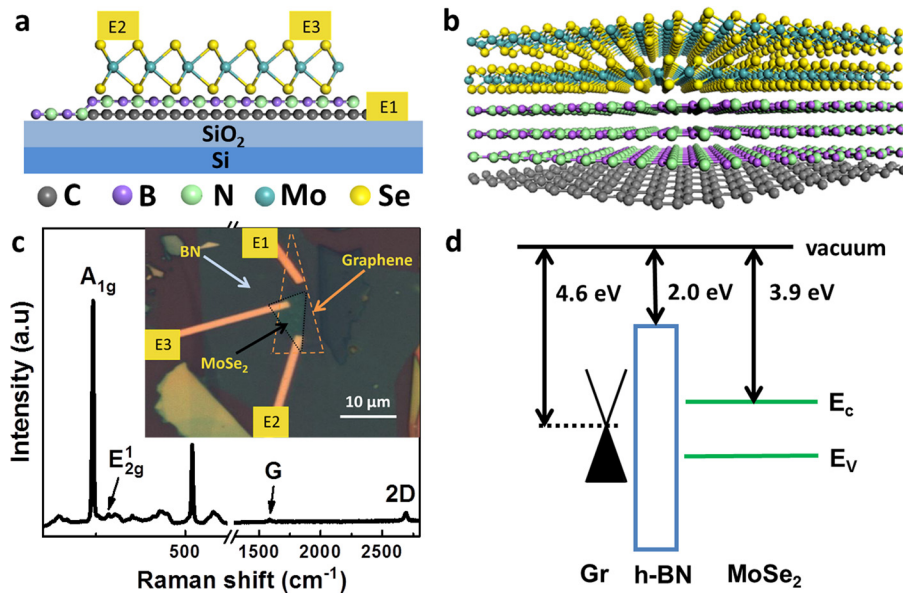 a
E2
E3
E1
SiO2
Si
C B N Mo Se
b
c
Intensity (a.u)
A1g
E¹2g
G
2D
500 1500 2000 2500
Raman shift (cm⁻¹)
BN
E1
Graphene
E3
MoSe2
E2
10 μm
d
vacuum
4.6 eV
2.0 eV
3.9 eV
Ec
EV
Gr h-BN MoSe2